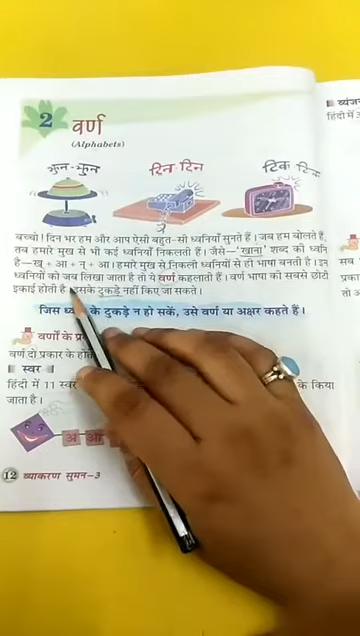 2 वर्ण
(Alphabets)
झुन-झुन टिन-टिन टिक-टिक
बच्चो ! दिन भर हम और आप ऐसी बहुत-सी ध्वनियाँ सुनते हैं। जब हम बोलते हैं,
तब हमारे मुख से भी कई ध्वनियाँ निकलती हैं। जैसे—'खाना' शब्द की ध्वनि
है—ख् + आ + न् + आ। हमारे मुख से निकली ध्वनियों से ही भाषा बनती है। इन
ध्वनियों को जब लिखा जाता है तो ये वर्ण कहलाती हैं। वर्ण भाषा की सबसे छोटी
इकाई होती है इसके टुकड़े नहीं किए जा सकते।
जिस ध्व के टुकड़े न हो सकें, उसे वर्ण या अक्षर कहते हैं।
वर्णों के प्र
वर्ण दो प्रकार के होते
स्वर
हिंदी में 11 स्वर के किया
जाता है।
अ आ
12 व्याकरण सुमन-3
व्यंजन
हिंदी में
सब
प्रका
तो